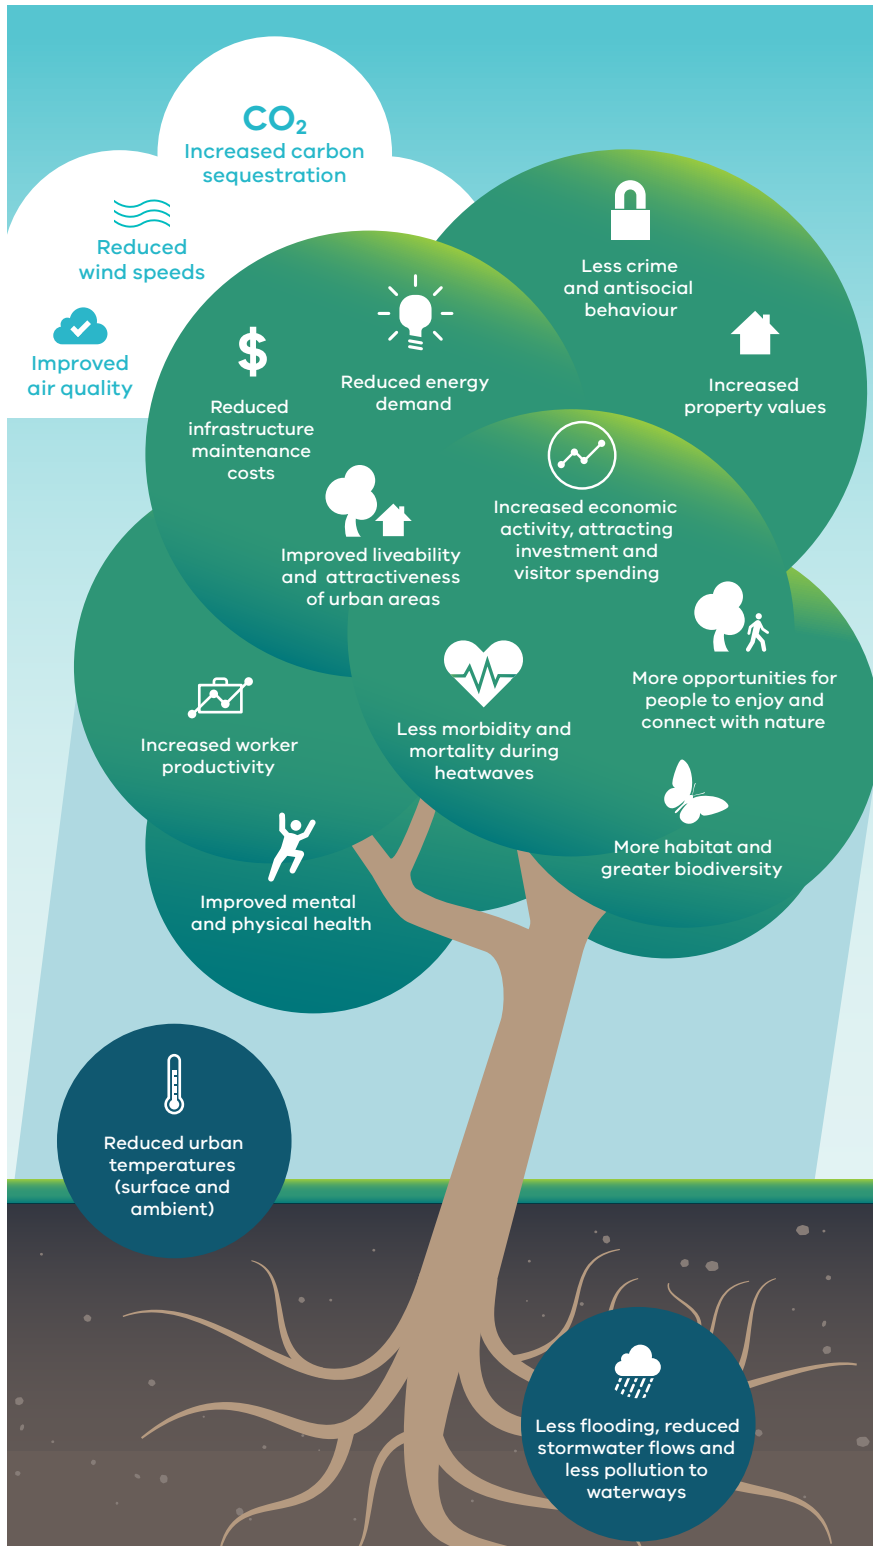 CO₂
Increased carbon
sequestration
Reduced
wind speeds
Improved
air quality
Less crime
and antisocial
behaviour
Increased
property values
Reduced energy
demand
$
Reduced
infrastructure
maintenance
costs
Improved liveability
and attractiveness
of urban areas
Increased economic
activity, attracting
investment and
visitor spending
More opportunities for
people to enjoy and
connect with nature
Less morbidity and
mortality during
heatwaves
Increased worker
productivity
More habitat and
greater biodiversity
Improved mental
and physical health
Reduced urban
temperatures
(surface and
ambient)
Less flooding, reduced
stormwater flows and
less pollution to
waterways